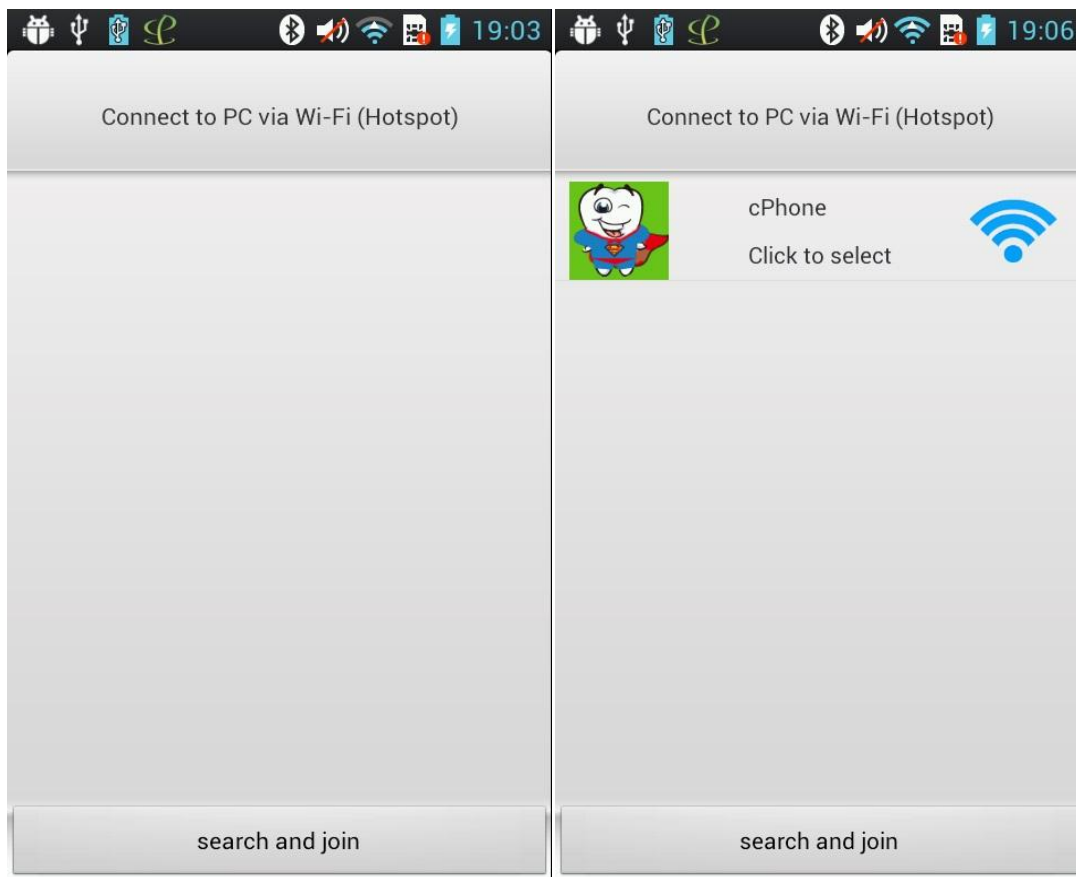 19:03
Connect to PC via Wi-Fi (Hotspot)
search and join
19:06
Connect to PC via Wi-Fi (Hotspot)
cPhone
Click to select
search and join